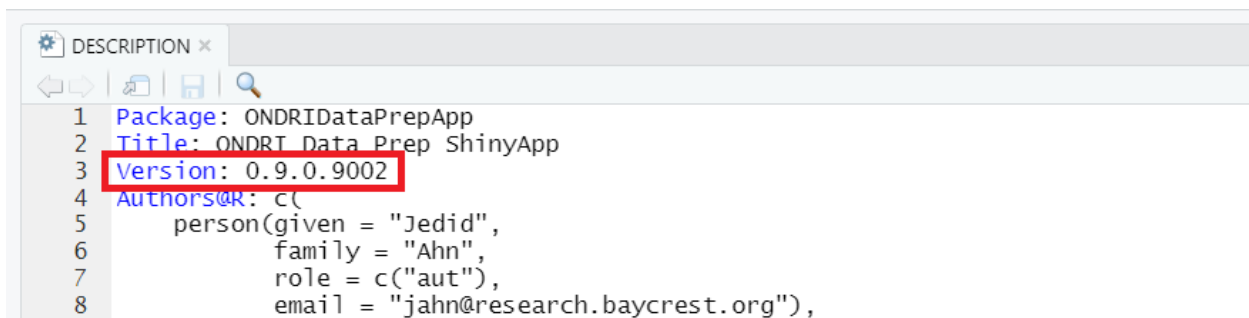 DESCRIPTION ×
1 Package: ONDRIDataPrepApp
2 Title: ONDRI Data Prep ShinyApp
3 Version: 0.9.0.9002
4 Authors@R: c(
5     person(given = "Jedid",
6            family = "Ahn",
7            role = c("aut"),
8            email = "jahn@research.baycrest.org"),